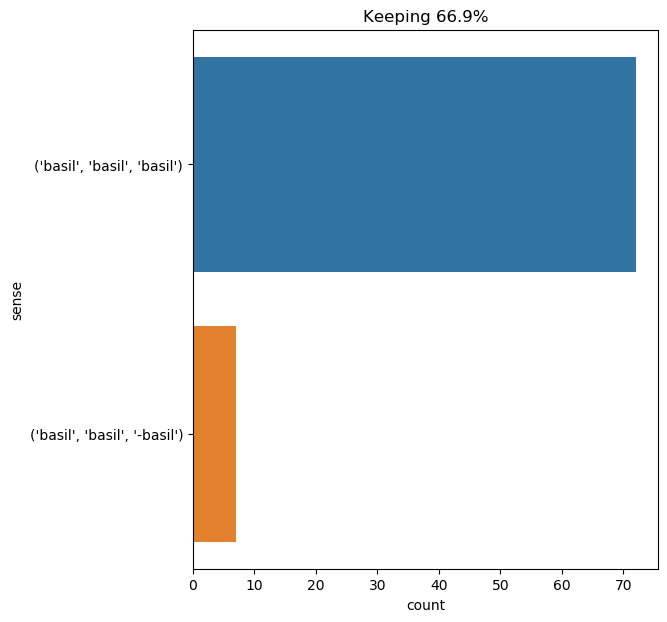 Keeping 66.9%
sense
('basil', 'basil', 'basil')
('basil', 'basil', '-basil')
0 10 20 30 40 50 60 70
count